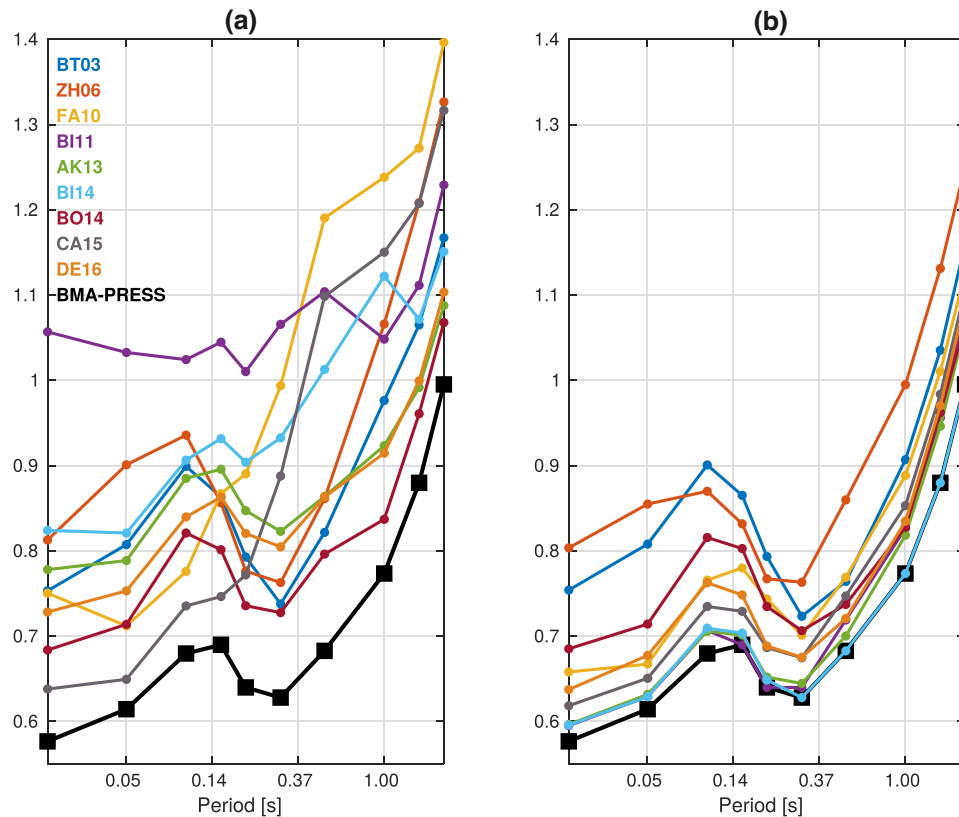 (a)
1.4
1.3
1.2
1.1
1
0.9
0.8
0.7
0.6
BT03
ZH06
FA10
BI11
AK13
BI14
BO14
CA15
DE16
BMA-PRESS
0.05 0.14 0.37 1.00
Period [s]
(b)
1.4
1.3
1.2
1.1
1
0.9
0.8
0.7
0.6
0.05 0.14 0.37 1.00
Period [s]